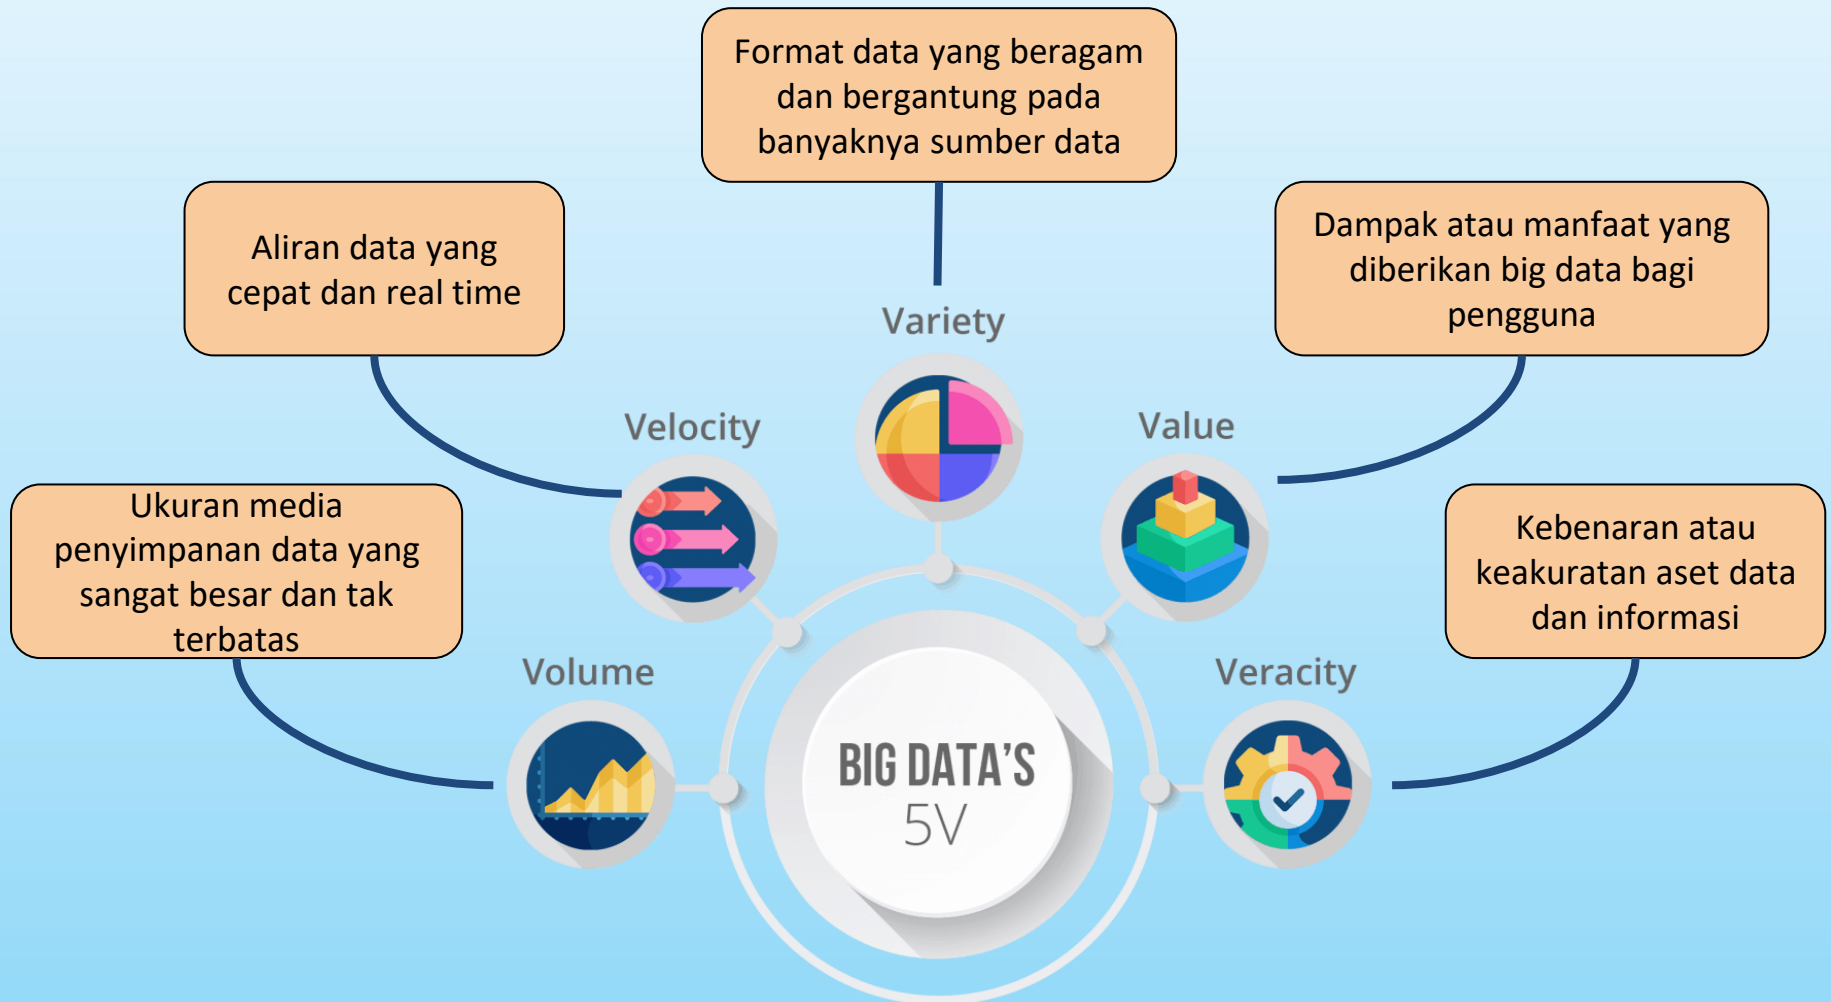 Format data yang beragam
dan bergantung pada
banyaknya sumber data
Aliran data yang
cepat dan real time
Dampak atau manfaat yang
diberikan big data bagi
pengguna
Variety
Velocity
Value
Ukuran media
penyimpanan data yang
sangat besar dan tak
terbatas
Kebenaran atau
keakuratan aset data
dan informasi
Volume
Veracity
BIG DATA'S
5V